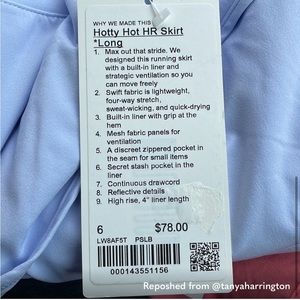 WHY WE MADE THIS
Hotty Hot HR Skirt
*Long
1. Max out that stride. We
designed this running skirt
with a built-in liner and
strategic ventilation so you
can move freely
2. Swift fabric is lightweight,
four-way stretch,
sweat-wicking, and quick-drying
3. Built-in liner with grip at the
hem
4. Mesh fabric panels for
ventilation
5. A discreet zippered pocket in
the seam for small items
6. Secret stash pocket in the
liner
7. Continuous drawcord
8. Reflective details
9. High rise, 4" liner length
6 $78.00
LW8AF5T PSLB
000143551156
Reposhed from @tanyaharrington